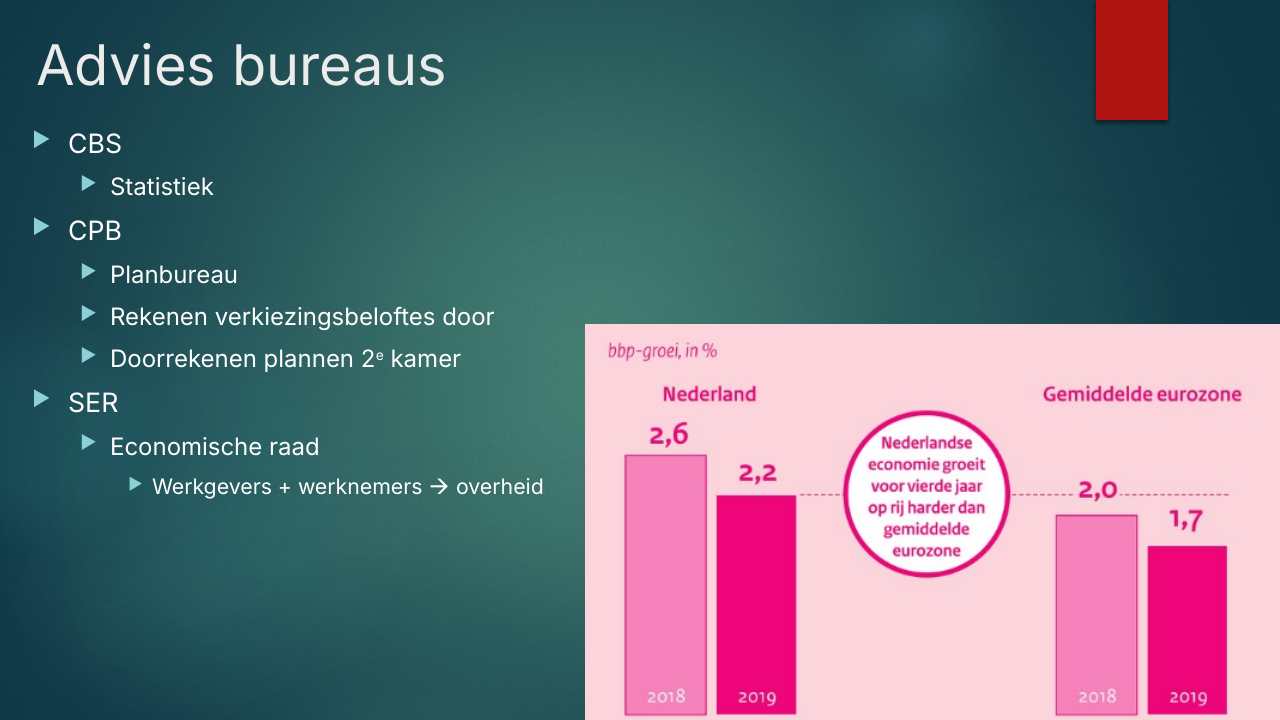 Advies bureaus
CBS
Statistiek
CPB
Planbureau
Rekenen verkiezingsbeloftes door
Doorrekenen plannen 2e kamer
SER
Economische raad
Werkgevers + werknemers → overheid
bbp-groei, in %
Nederland
Gemiddelde eurozone
2,6
2,2
2,0
1,7
Nederlandse
economie groeit
voor vierde jaar
op rij harder dan
gemiddelde
eurozone
2018
2019
2018
2019